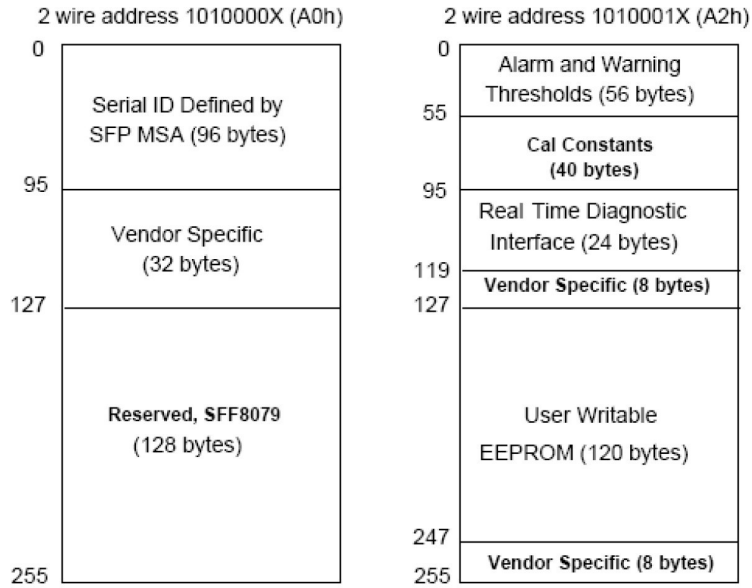 2 wire address 1010000X (A0h)
0
Serial ID Defined by
SFP MSA (96 bytes)
95
Vendor Specific
(32 bytes)
127
Reserved, SFF8079
(128 bytes)
255
2 wire address 1010001X (A2h)
0
Alarm and Warning
Thresholds (56 bytes)
55
Cal Constants
(40 bytes)
95
Real Time Diagnostic
Interface (24 bytes)
119
Vendor Specific (8 bytes)
127
User Writable
EEPROM (120 bytes)
247
Vendor Specific (8 bytes)
255